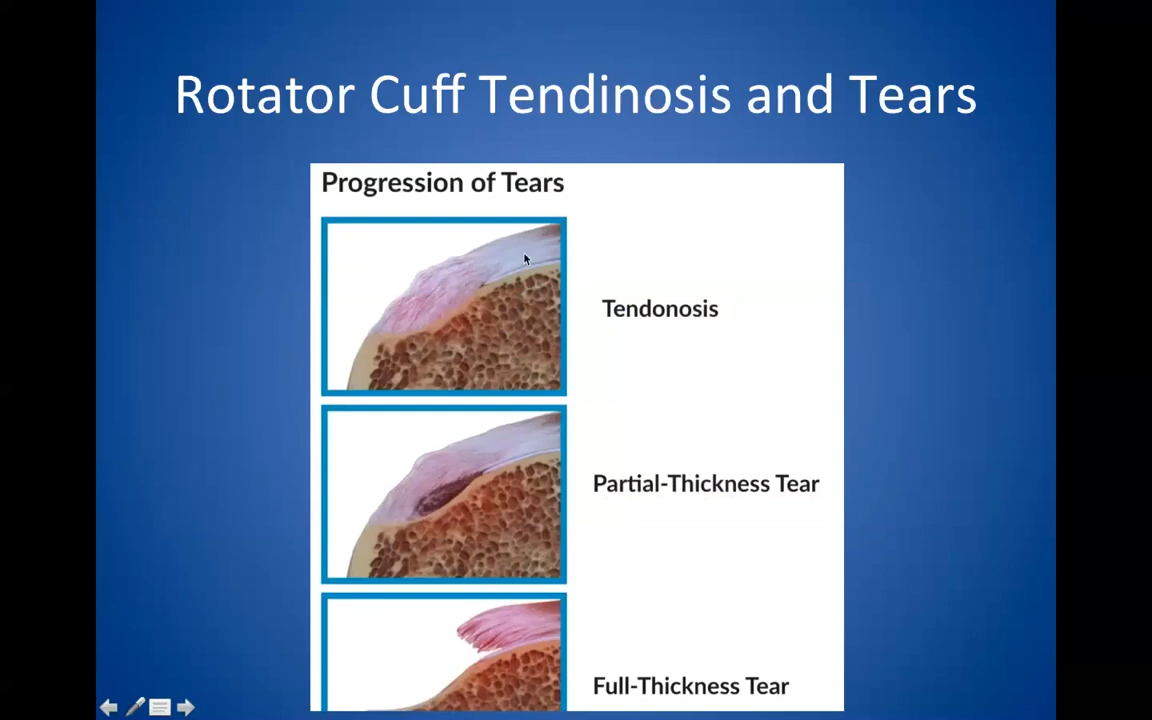 Rotator Cuff Tendinosis and Tears
Progression of Tears
Tendonosis
Partial-Thickness Tear
Full-Thickness Tear